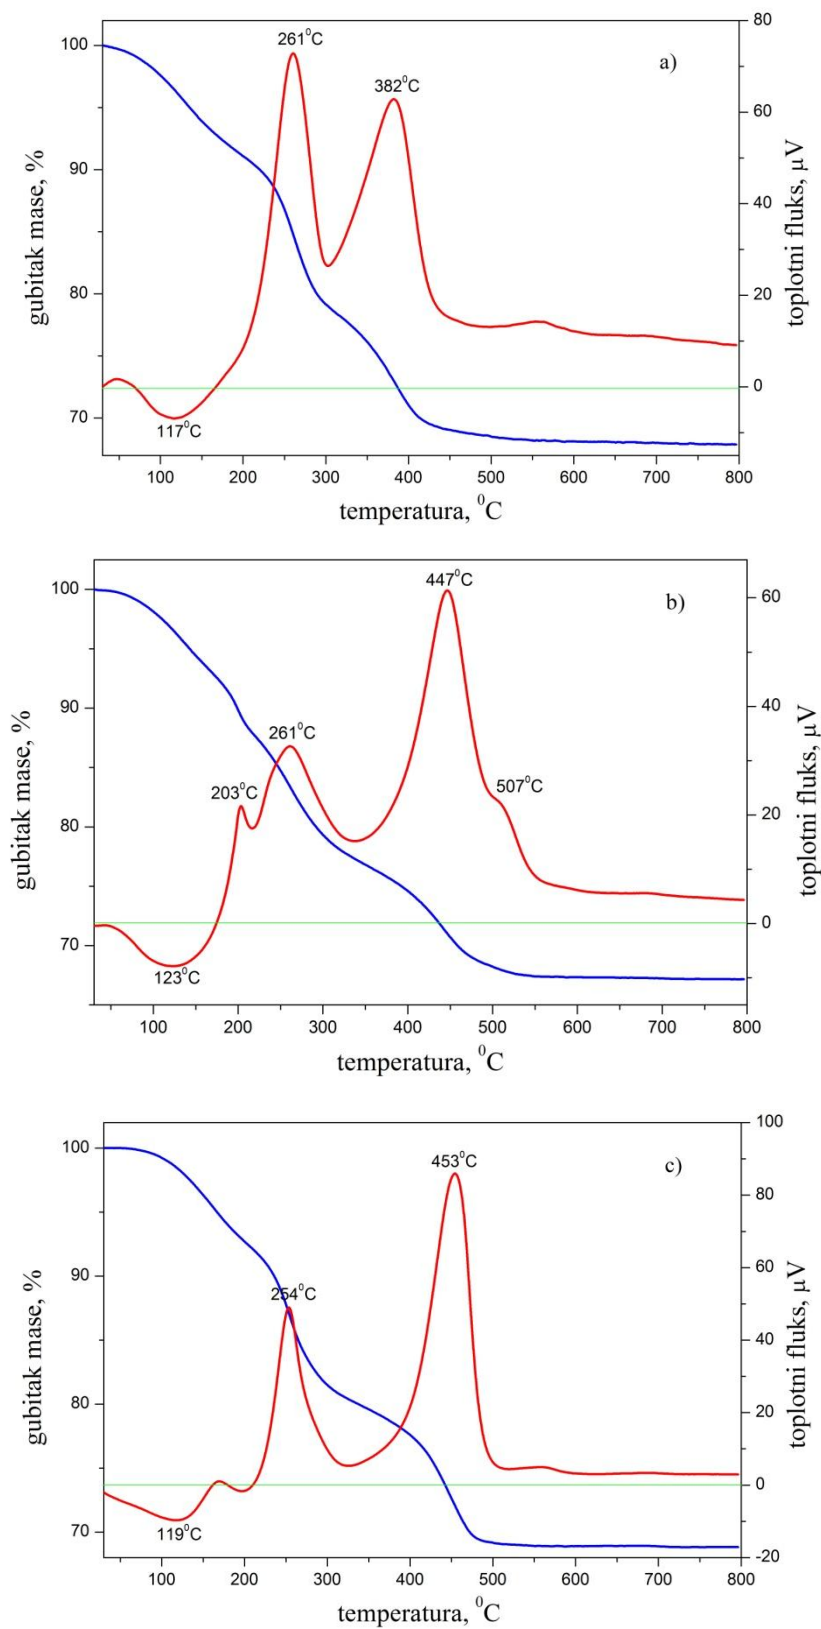 a)
261⁰C
382⁰C
117⁰C
100
90
80
70
gubitak mase, %
80
60
40
20
0
toplotni fluks, µV
100 200 300 400 500 600 700 800
temperatura, ⁰C
b)
447⁰C
261⁰C
203⁰C
507⁰C
123⁰C
100
90
80
70
gubitak mase, %
60
40
20
0
toplotni fluks, µV
100 200 300 400 500 600 700 800
temperatura, ⁰C
c)
453⁰C
254⁰C
119⁰C
100
90
80
70
gubitak mase, %
100
80
60
40
20
0
-20
toplotni fluks, µV
100 200 300 400 500 600 700 800
temperatura, ⁰C